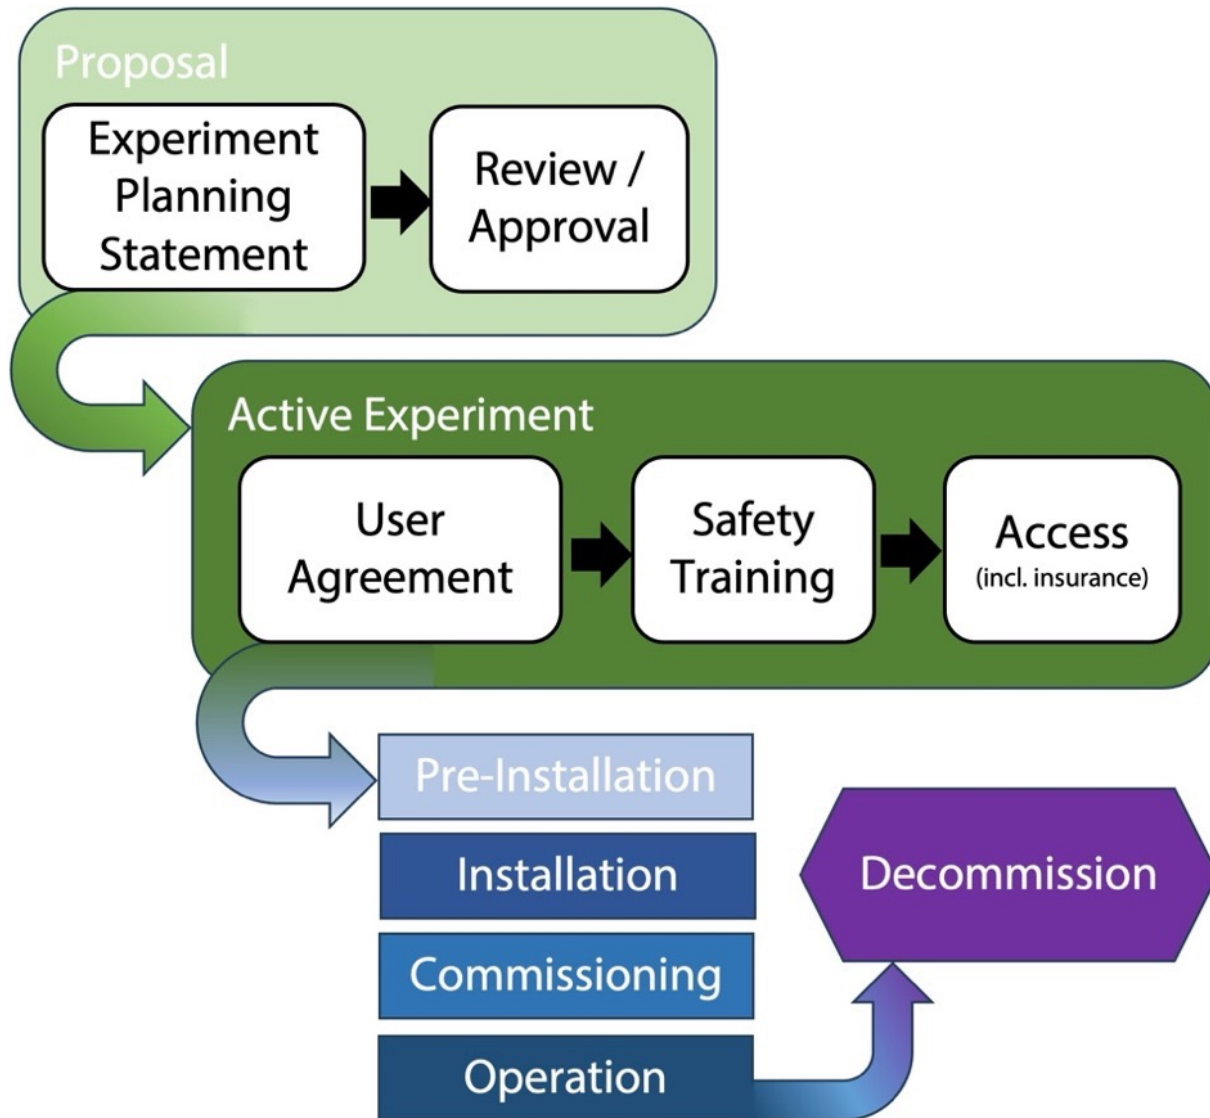 Proposal
Experiment
Planning
Statement
Review /
Approval
Active Experiment
User
Agreement
Safety
Training
Access
(incl. insurance)
Pre-Installation
Installation
Commissioning
Operation
Decommission